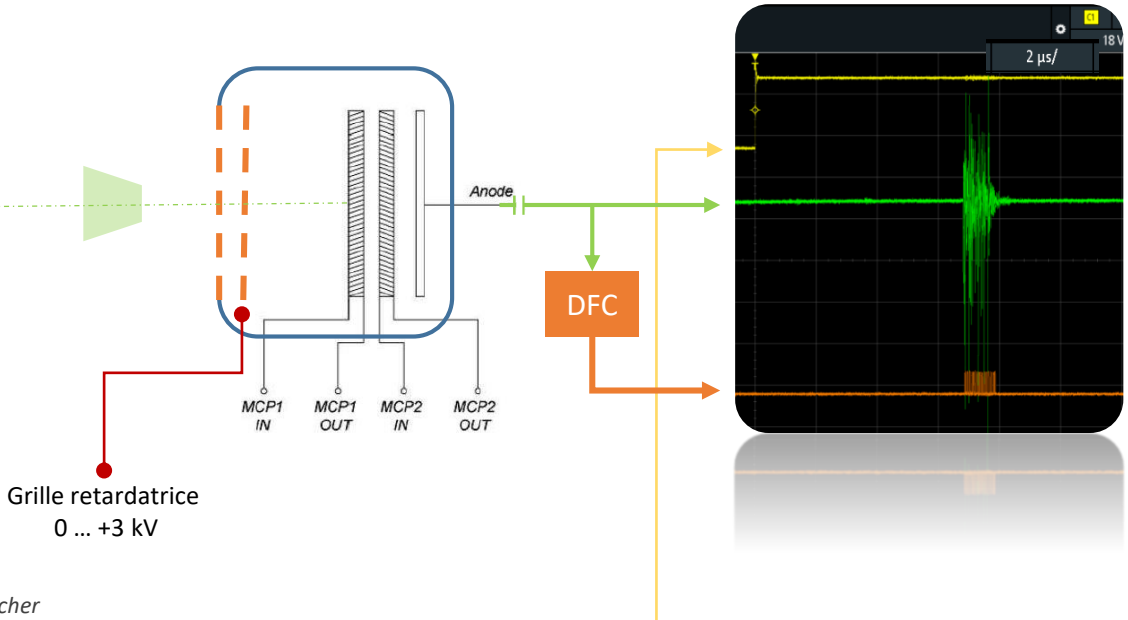 C1
18 V
2 µs/
T
Anode
DFC
MCP1
IN
MCP1
OUT
MCP2
IN
MCP2
OUT
Grille retardatrice
0 ... +3 kV
cher